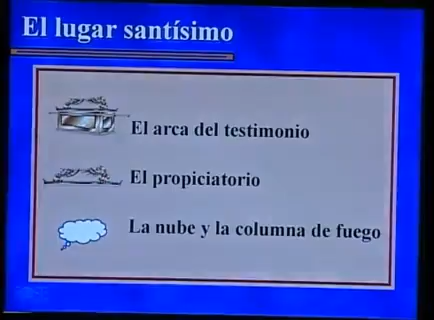 El lugar santísimo
El arca del testimonio
El propiciatorio
La nube y la columna de fuego